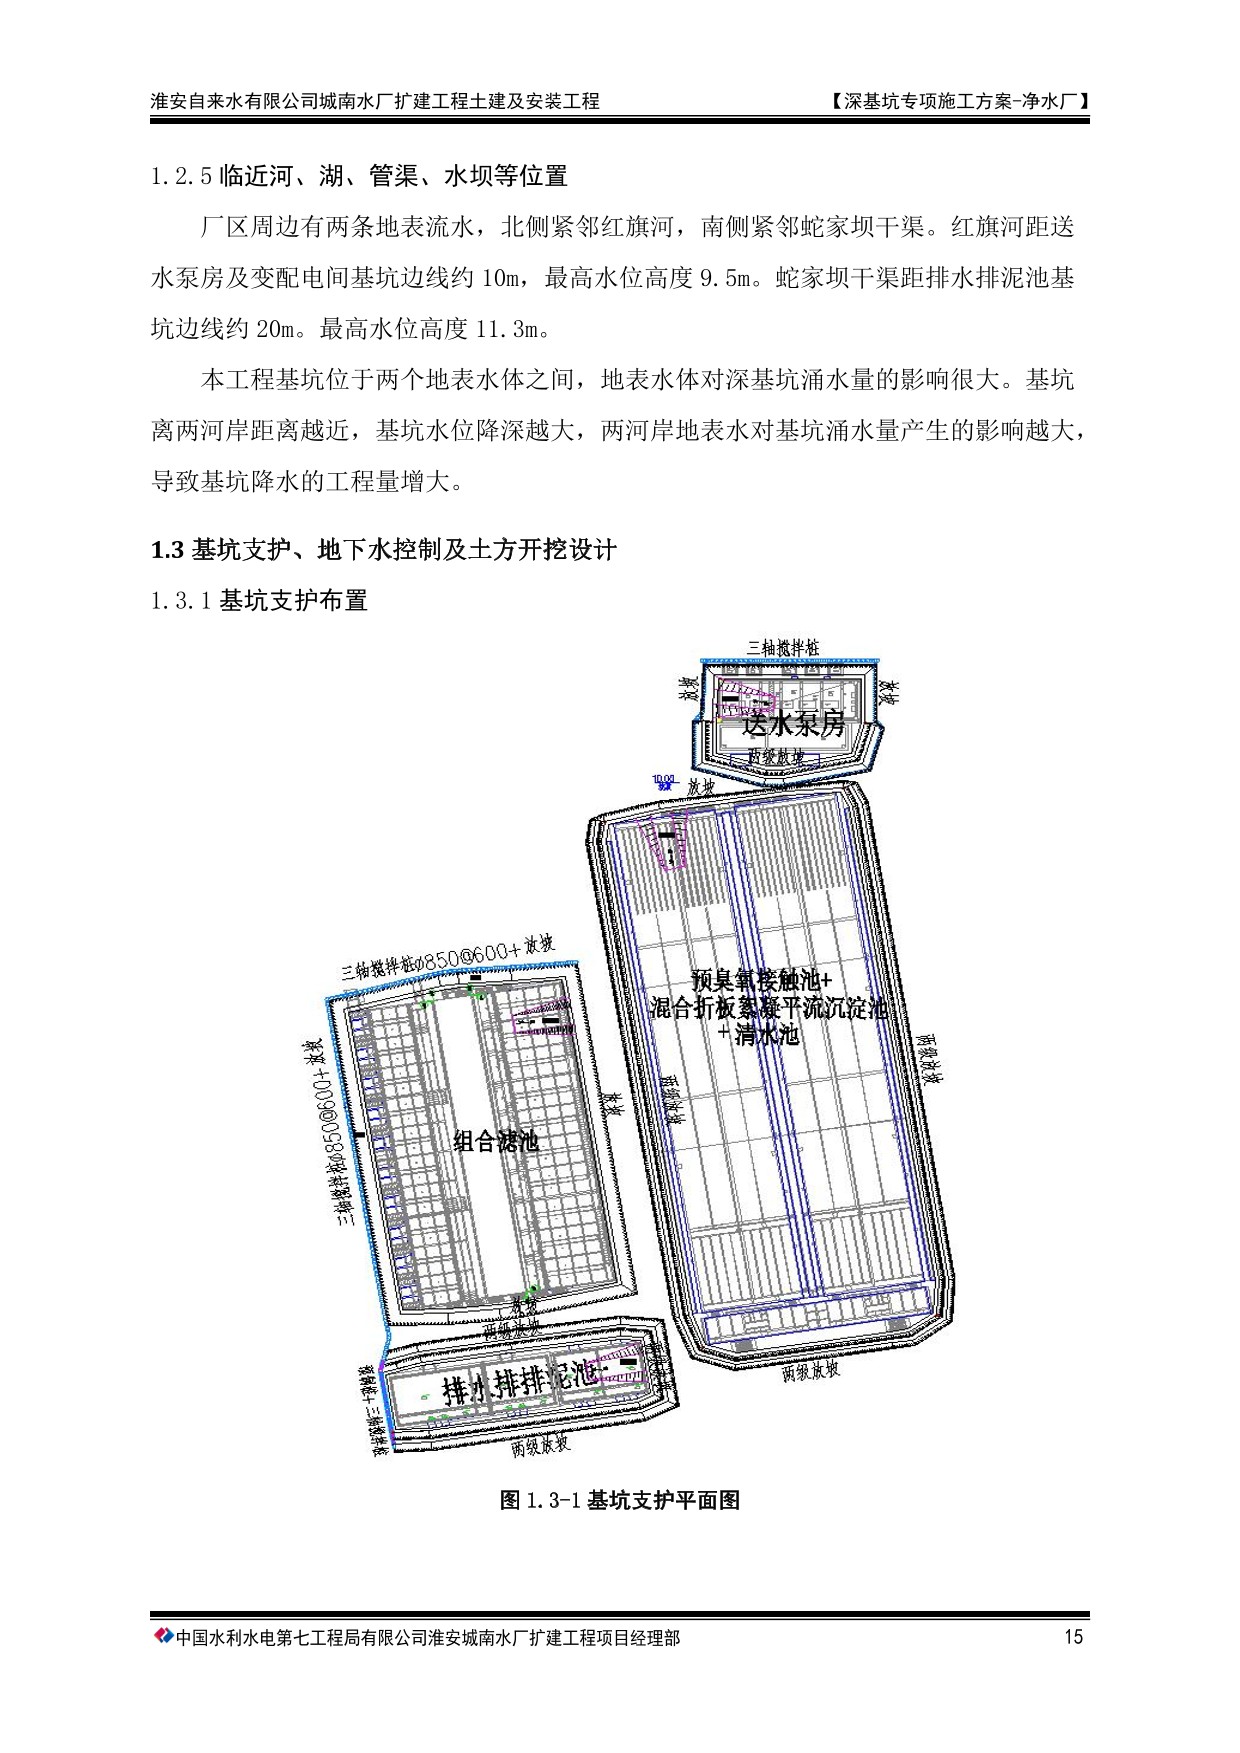 淮安自来水有限公司城南水厂扩建工程土建及安装工程 【深基坑专项施工方案-净水厂】
1.2.5 临近河、湖、管渠、水坝等位置
厂区周边有两条地表流水，北侧紧邻红旗河，南侧紧邻蛇家坝干渠。红旗河距送
水泵房及变配电间基坑边线约 10m，最高水位高度 9.5m。蛇家坝干渠距排水排泥池基
坑边线约 20m。最高水位高度 11.3m。
本工程基坑位于两个地表水体之间，地表水体对深基坑涌水量的影响很大。基坑
离两河岸距离越近，基坑水位降深越大，两河岸地表水对基坑涌水量产生的影响越大，
导致基坑降水的工程量增大。
1.3 基坑支护、地下水控制及土方开挖设计
1.3.1 基坑支护布置
三轴搅拌桩
放坡
放坡
送水泵房
两级放坡
放坡
三轴搅拌桩φ850@600+放坡
预臭氧接触池+
混合折板絮凝平流沉淀池
+清水池
三轴搅拌桩φ850@600+放坡
两级放坡
两级放坡
放坡
组合滤池
放坡
两级放坡
两级放坡
排水排排泥池
两级放坡
图 1.3-1 基坑支护平面图
中国水利水电第七工程局有限公司淮安城南水厂扩建工程项目经理部 15